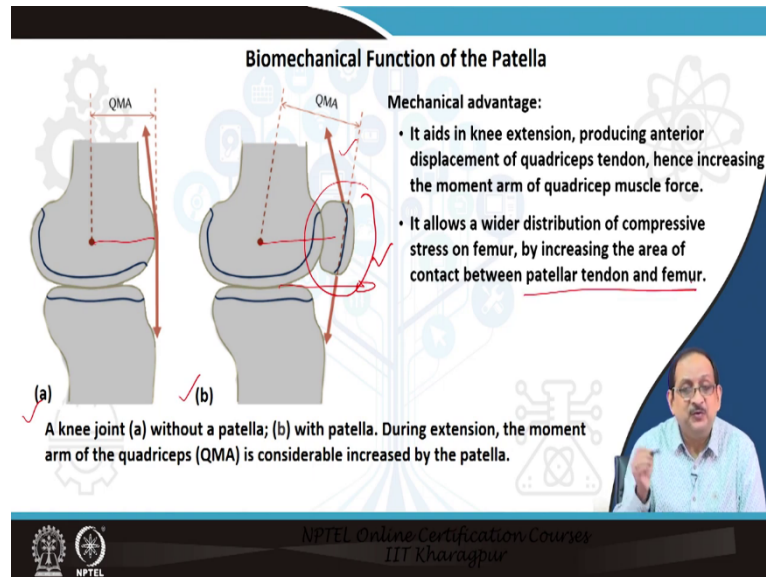 Biomechanical Function of the Patella
QMA
QMA
Mechanical advantage:
• It aids in knee extension, producing anterior
displacement of quadriceps tendon, hence increasing
the moment arm of quadricep muscle force.
• It allows a wider distribution of compressive
stress on femur, by increasing the area of
contact between patellar tendon and femur.
(a)
(b)
A knee joint (a) without a patella; (b) with patella. During extension, the moment
arm of the quadriceps (QMA) is considerable increased by the patella.
NPTEL Online Certification Courses
IIT Kharagpur
NPTEL